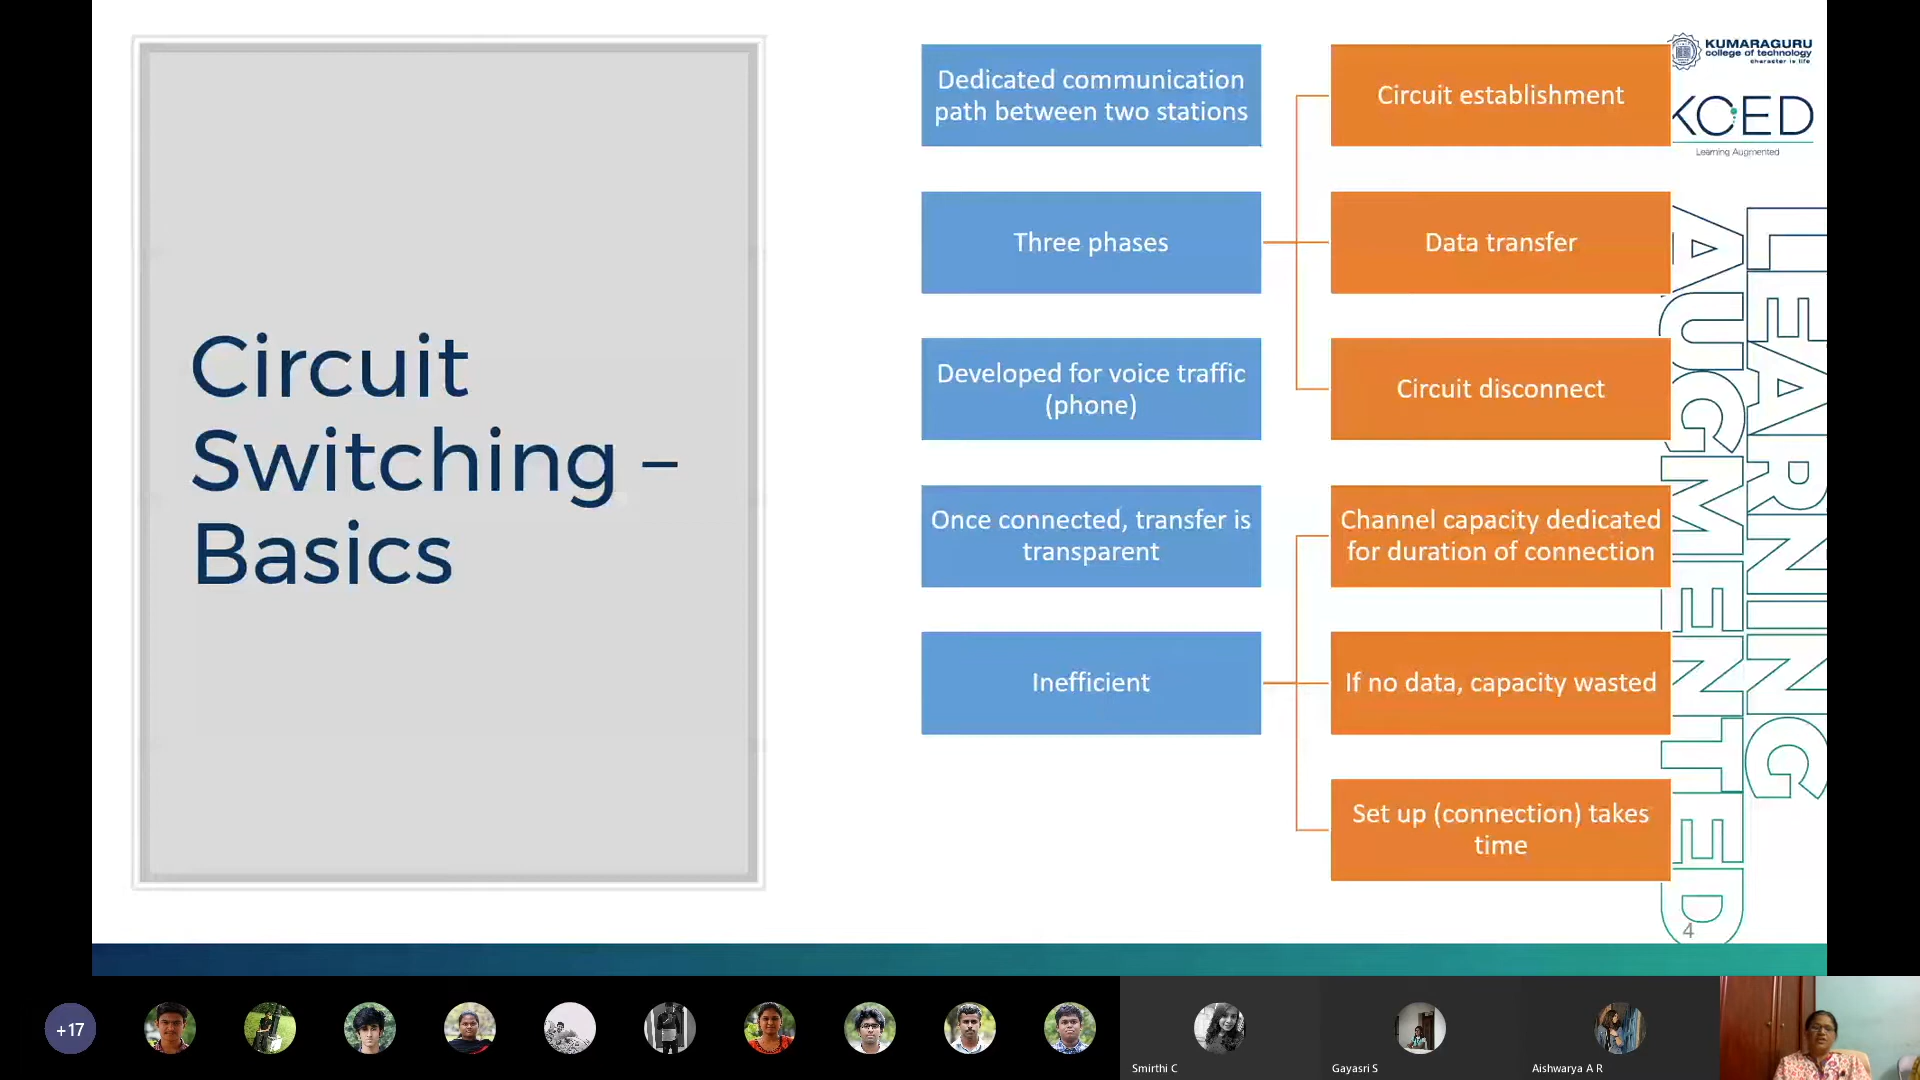 Circuit
Switching –
Basics
Dedicated communication
path between two stations
Three phases
Circuit establishment
Data transfer
Circuit disconnect
Developed for voice traffic
(phone)
Once connected, transfer is
transparent
Inefficient
Channel capacity dedicated
for duration of connection
If no data, capacity wasted
Set up (connection) takes
time
KUMARAGURU
college of technology
character is life
KCED
Learning Augmented
LEARNING
AUGMENTED
4
+17
Smirthi C
Gayasri S
Aishwarya A R